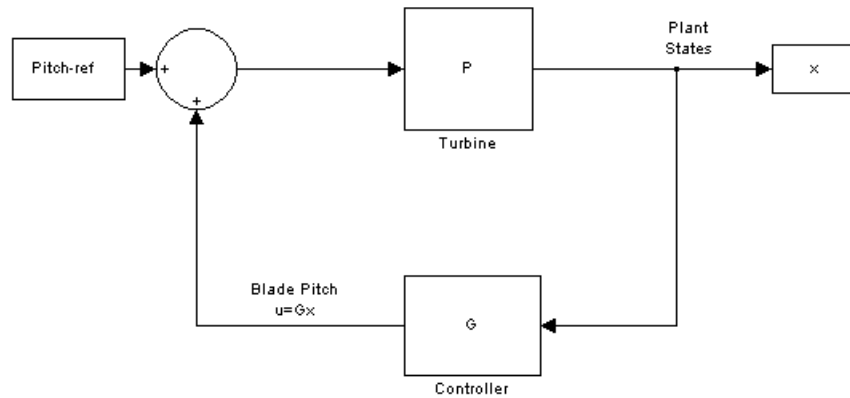 Pitch-ref
+
+
P
Turbine
Plant
States
x
Blade Pitch
u=Gx
G
Controller